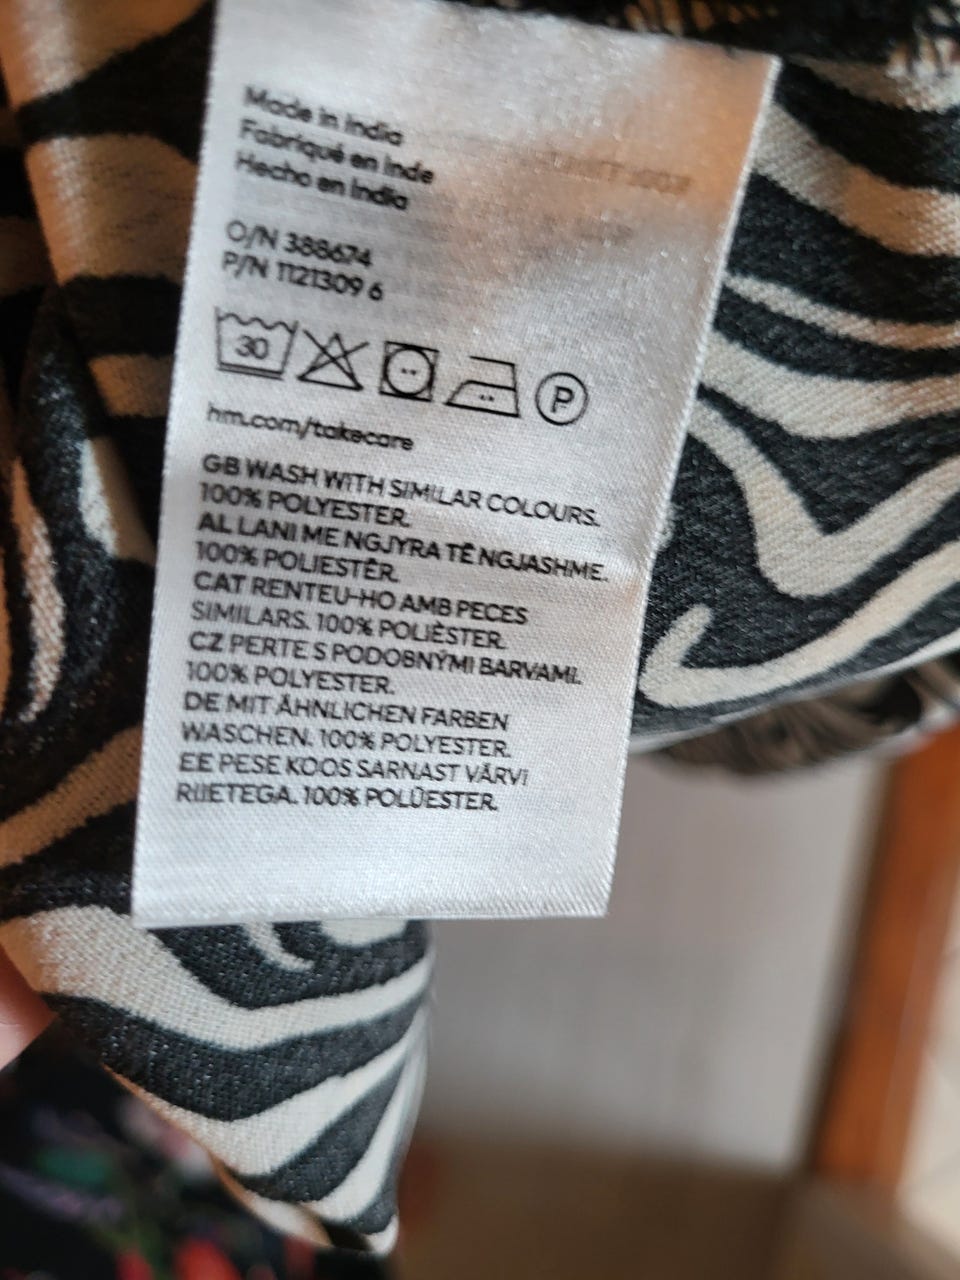 Made in India
Fabriqué en Inde
Hecho en India
O/N 388674
P/N 1121309 6
30
P
hm.com/takecare
GB WASH WITH SIMILAR COLOURS.
100% POLYESTER.
AL LANI ME NGJYRA TË NGJASHME.
100% POLIESTËR.
CAT RENTEU-HO AMB PECES
SIMILARS. 100% POLIÈSTER.
CZ PERTE S PODOBNÝMI BARVAMI.
100% POLYESTER.
DE MIT ÄHNLICHEN FARBEN
WASCHEN. 100% POLYESTER.
EE PESE KOOS SARNAST VÄRVI
RIIETEGA. 100% POLÜESTER.